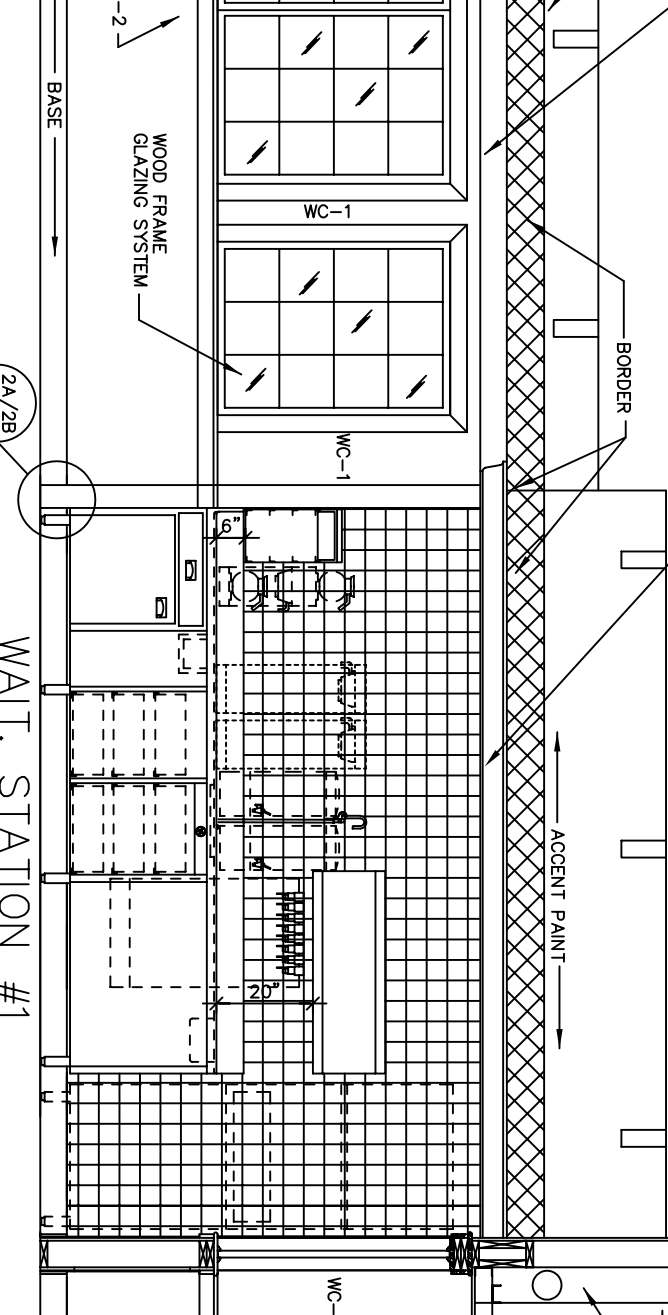 -2
BASE
WOOD FRAME
GLAZING SYSTEM
WC-1
2A/2B
BORDER
WC-1
6"
ACCENT PAINT
20"
WAIT. STATION #1
WC-